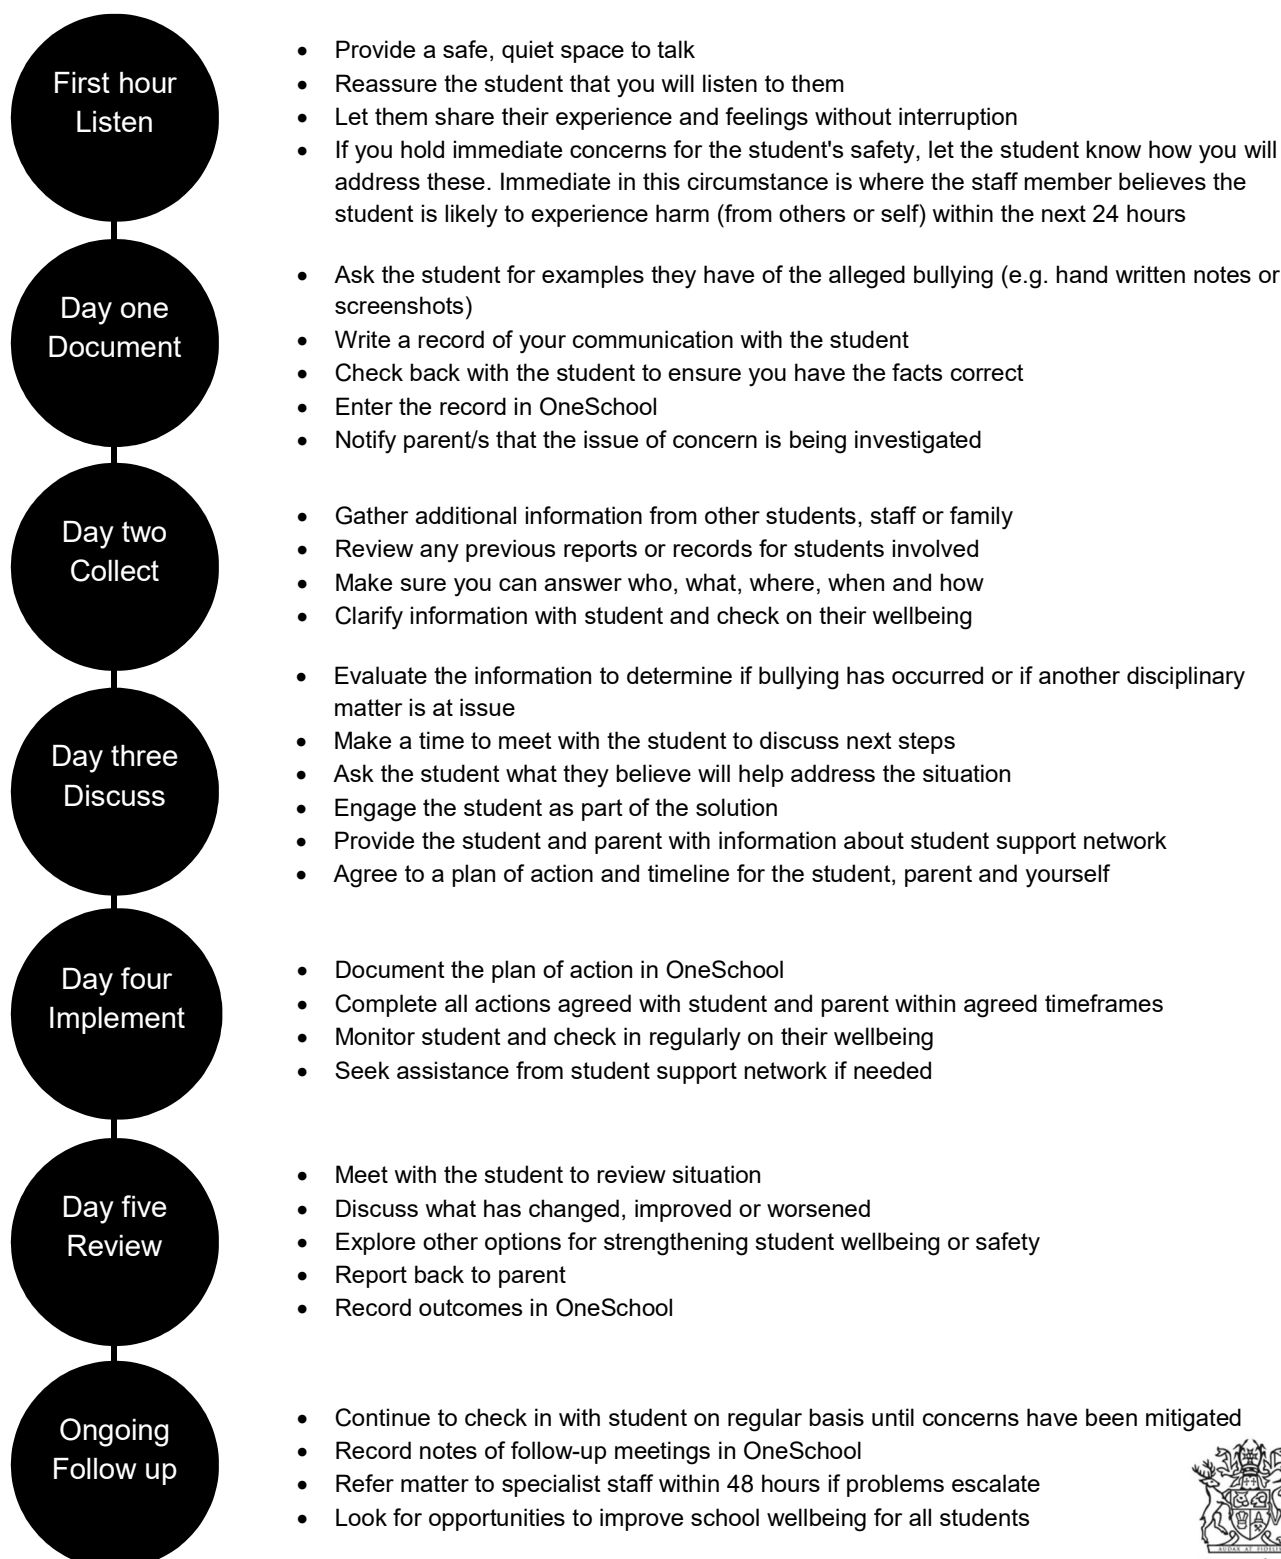 First hour
Listen
• Provide a safe, quiet space to talk
• Reassure the student that you will listen to them
• Let them share their experience and feelings without interruption
• If you hold immediate concerns for the student's safety, let the student know how you will
address these. Immediate in this circumstance is where the staff member believes the
student is likely to experience harm (from others or self) within the next 24 hours
Day one
Document
• Ask the student for examples they have of the alleged bullying (e.g. hand written notes or
screenshots)
• Write a record of your communication with the student
• Check back with the student to ensure you have the facts correct
• Enter the record in OneSchool
• Notify parent/s that the issue of concern is being investigated
Day two
Collect
• Gather additional information from other students, staff or family
• Review any previous reports or records for students involved
• Make sure you can answer who, what, where, when and how
• Clarify information with student and check on their wellbeing
Day three
Discuss
• Evaluate the information to determine if bullying has occurred or if another disciplinary
matter is at issue
• Make a time to meet with the student to discuss next steps
• Ask the student what they believe will help address the situation
• Engage the student as part of the solution
• Provide the student and parent with information about student support network
• Agree to a plan of action and timeline for the student, parent and yourself
Day four
Implement
• Document the plan of action in OneSchool
• Complete all actions agreed with student and parent within agreed timeframes
• Monitor student and check in regularly on their wellbeing
• Seek assistance from student support network if needed
Day five
Review
• Meet with the student to review situation
• Discuss what has changed, improved or worsened
• Explore other options for strengthening student wellbeing or safety
• Report back to parent
• Record outcomes in OneSchool
Ongoing
Follow up
• Continue to check in with student on regular basis until concerns have been mitigated
• Record notes of follow-up meetings in OneSchool
• Refer matter to specialist staff within 48 hours if problems escalate
• Look for opportunities to improve school wellbeing for all students
AUDAX AT